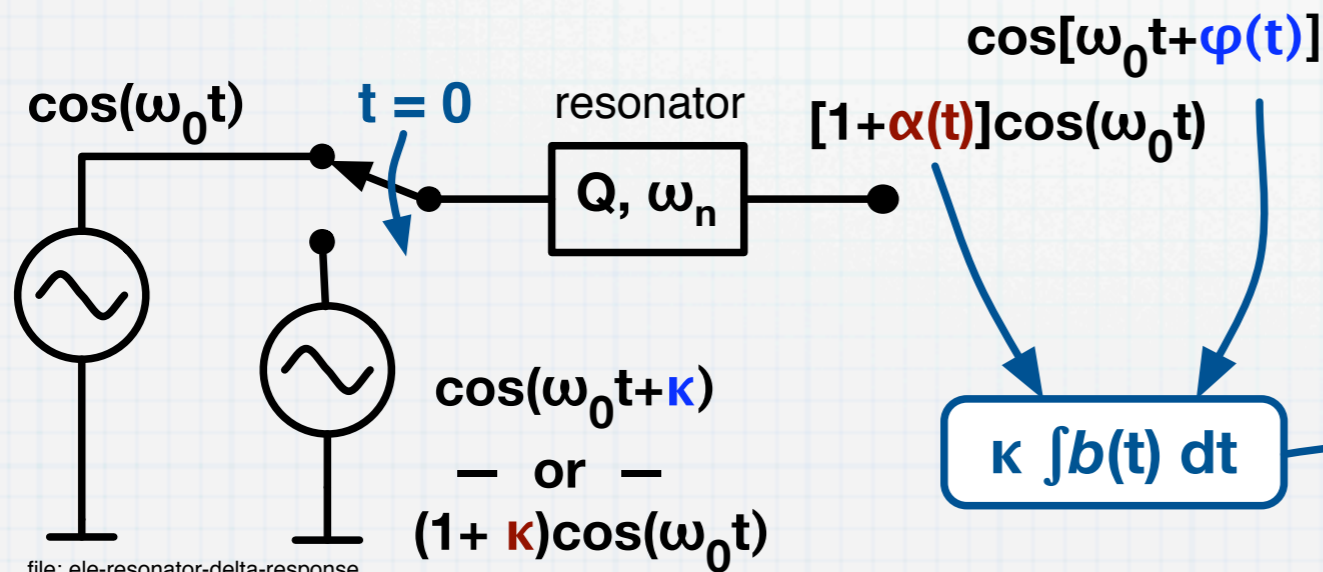 cos[ω₀t+φ(t)]
cos(ω₀t)
t = 0
resonator
[1+α(t)]cos(ω₀t)
Q, ωₙ
cos(ω₀t+κ)
— or —
(1+ κ)cos(ω₀t)
κ ∫b(t) dt
file: ele-resonator-delta-response